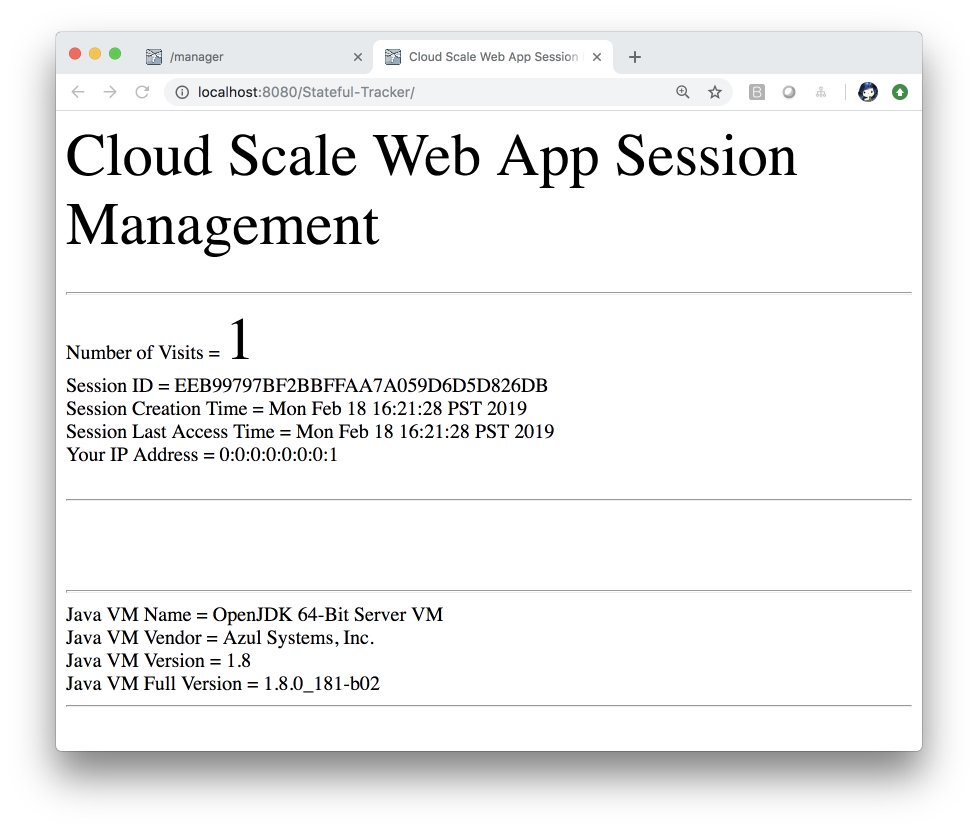 /manager
Cloud Scale Web App Session
localhost:8080/Stateful-Tracker/
B
Cloud Scale Web App Session
Management
Number of Visits = 1
Session ID = EEB99797BF2BBFFAA7A059D6D5D826DB
Session Creation Time = Mon Feb 18 16:21:28 PST 2019
Session Last Access Time = Mon Feb 18 16:21:28 PST 2019
Your IP Address = 0:0:0:0:0:0:0:1
Java VM Name = OpenJDK 64-Bit Server VM
Java VM Vendor = Azul Systems, Inc.
Java VM Version = 1.8
Java VM Full Version = 1.8.0_181-b02